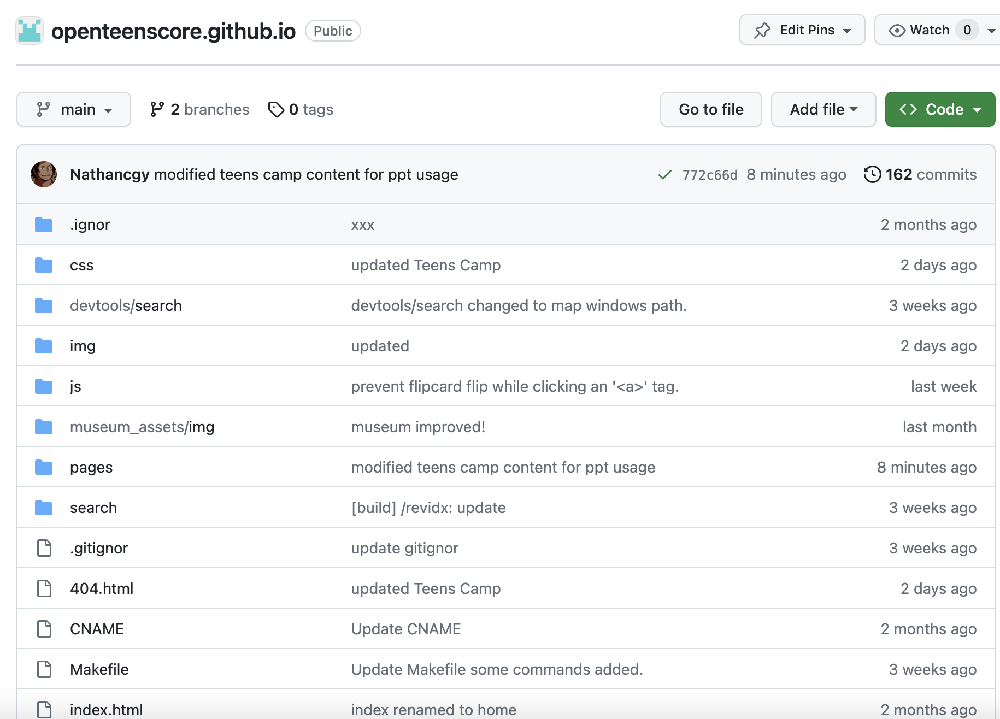 openteenscore.github.io Public Edit Pins Watch 0
main 2 branches 0 tags Go to file Add file Code
Nathancgy modified teens camp content for ppt usage 772c66d 8 minutes ago 162 commits
.ignor xxx 2 months ago
css updated Teens Camp 2 days ago
devtools/search devtools/search changed to map windows path. 3 weeks ago
img updated 2 days ago
js prevent flipcard flip while clicking an '<a>' tag. last week
museum_assets/img museum improved! last month
pages modified teens camp content for ppt usage 8 minutes ago
search [build] /revidx: update 3 weeks ago
.gitignor update gitignor 3 weeks ago
404.html updated Teens Camp 2 days ago
CNAME Update CNAME 2 months ago
Makefile Update Makefile some commands added. 3 weeks ago
index.html index renamed to home 2 months ago